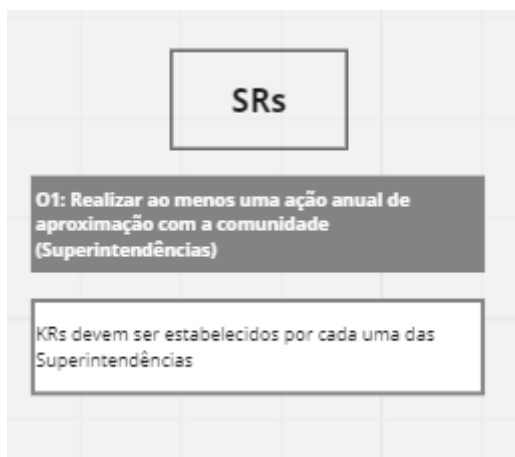 SRs
O1: Realizar ao menos uma ação anual de
aproximação com a comunidade
(Superintendências)
KRs devem ser estabelecidos por cada uma das
Superintendências